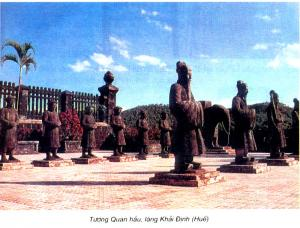 Tượng Quan hầu, lăng Khải Định (Huế)